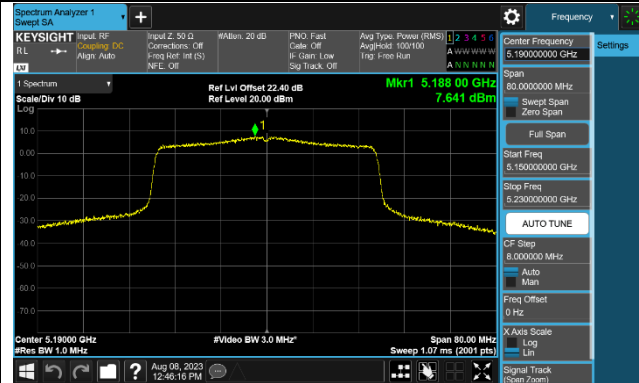 Spectrum Analyzer 1
Swept SA
Frequency
KEYSIGHT
RL
Input: RF
Coupling: DC
Align: Auto
Input Z: 50 Ω
Corrections: Off
Freq Ref: Int (S)
NFE: Off
#Atten: 20 dB
PNO: Fast
Gate: Off
IF Gain: Low
Sig Track: Off
Avg Type: Power (RMS)
Avg|Hold: 100/100
Trig: Free Run
1 2 3 4 5 6
A W W W W W
A N N N N N
LXI
1 Spectrum
Scale/Div 10 dB
Ref Lvl Offset 22.40 dB
Ref Level 20.00 dBm
Mkr1 5.188 00 GHz
7.641 dBm
Log
1
10.0
0.00
-10.0
-20.0
-30.0
-40.0
-50.0
-60.0
-70.0
Center 5.19000 GHz
#Res BW 1.0 MHz
#Video BW 3.0 MHz*
Span 80.00 MHz
Sweep 1.07 ms (2001 pts)
Aug 08, 2023
12:46:16 PM
Settings
Center Frequency
5.190000000 GHz
Span
80.0000000 MHz
Swept Span
Zero Span
Full Span
Start Freq
5.150000000 GHz
Stop Freq
5.230000000 GHz
AUTO TUNE
CF Step
8.000000 MHz
Auto
Man
Freq Offset
0 Hz
X Axis Scale
Log
Lin
Signal Track
(Span Zoom)